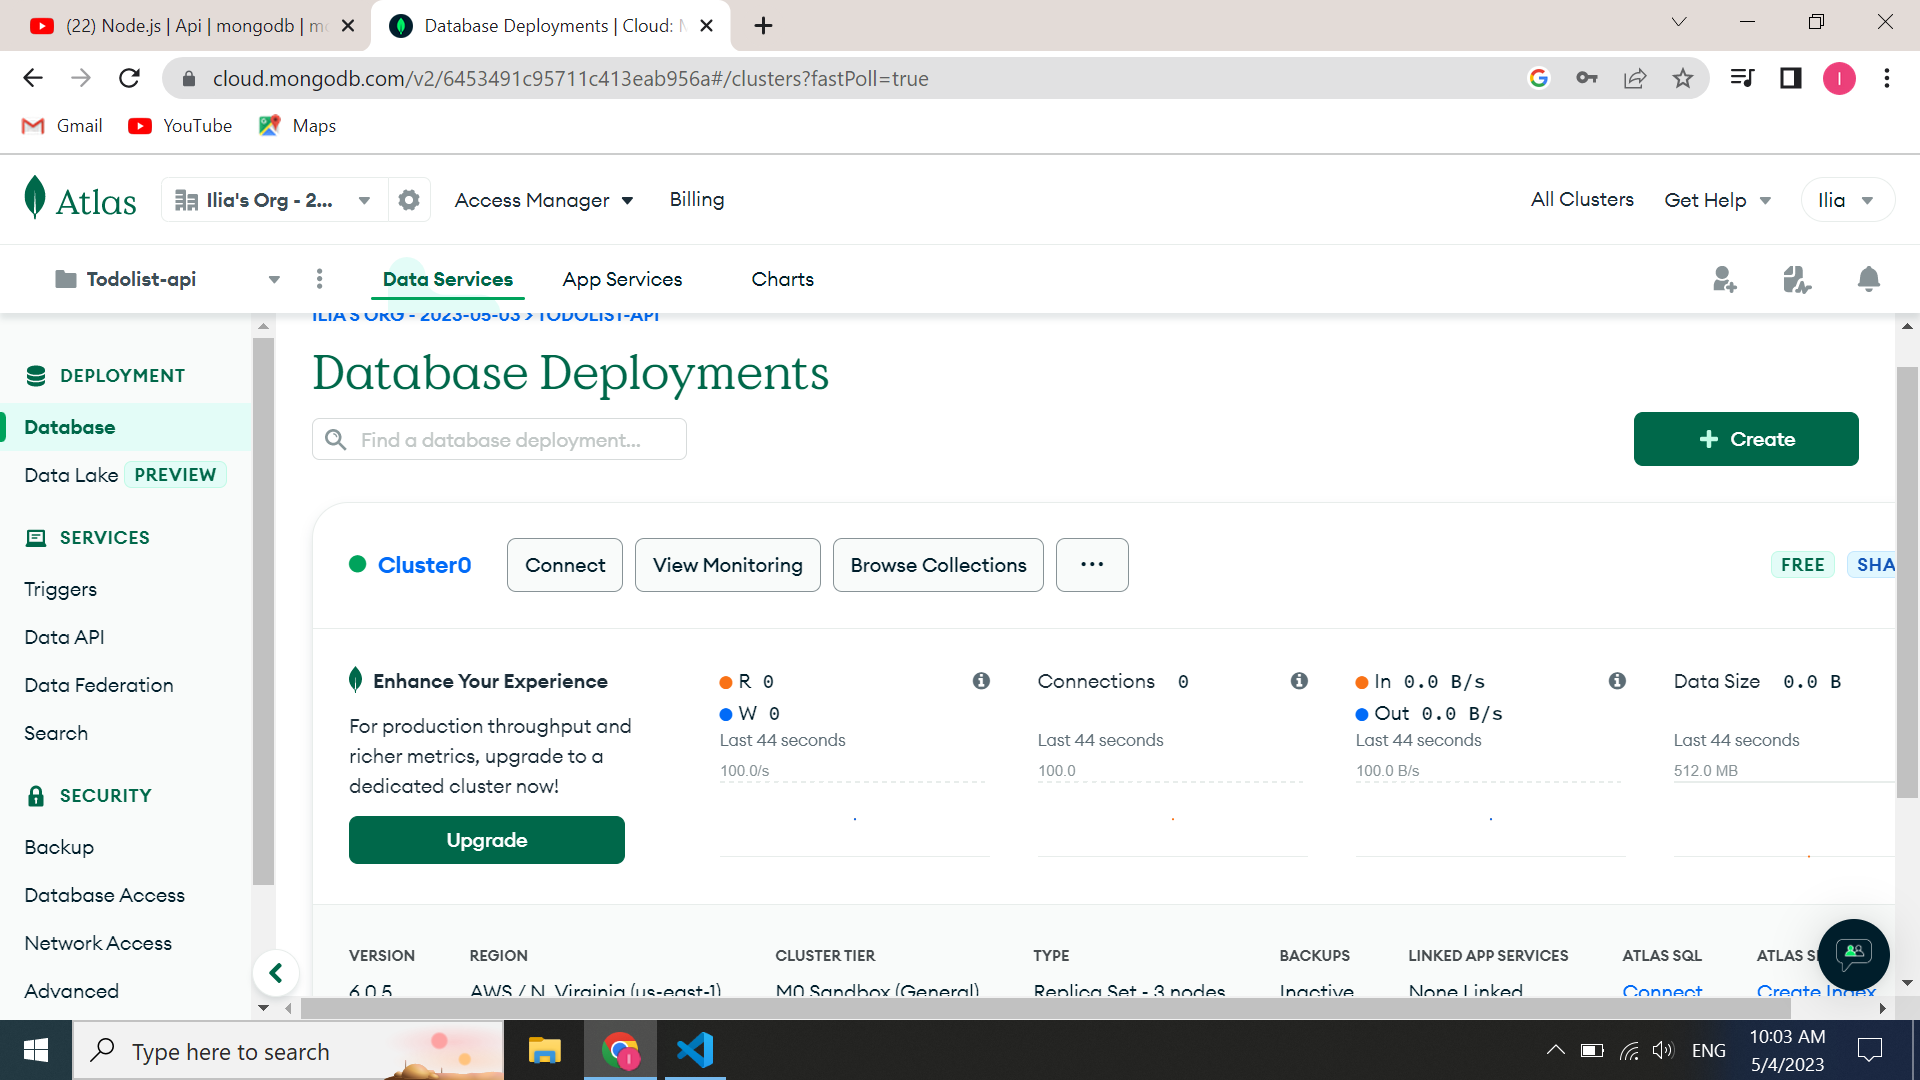 (22) Node.js | Api | mongodb |
Database Deployments | Cloud:
cloud.mongodb.com/v2/6453491c95711c413eab956a#/clusters?fastPoll=true
I
Gmail
YouTube
Maps
Atlas
Ilia's Org - 2...
Access Manager
Billing
All Clusters
Get Help
Ilia
Todolist-api
Data Services
App Services
Charts
ILIA'S ORG - 2023-05-03 > TODOLIST-API
DEPLOYMENT
Database
Data Lake PREVIEW
SERVICES
Triggers
Data API
Data Federation
Search
SECURITY
Backup
Database Access
Network Access
Advanced
Database Deployments
Find a database deployment...
+ Create
Cluster0
Connect
View Monitoring
Browse Collections
...
FREE
SHA
Enhance Your Experience
For production throughput and
richer metrics, upgrade to a
dedicated cluster now!
Upgrade
R 0
W 0
Last 44 seconds
100.0/s
Connections 0
Last 44 seconds
100.0
In 0.0 B/s
Out 0.0 B/s
Last 44 seconds
100.0 B/s
Data Size 0.0 B
Last 44 seconds
512.0 MB
VERSION
REGION
CLUSTER TIER
TYPE
BACKUPS
LINKED APP SERVICES
ATLAS SQL
ATLAS
6.0.5
AWS / N. Virginia (us-east-1)
M0 Sandbox (General)
Replica Set - 3 nodes
Inactive
None Linked
Connect
Create Index
Type here to search
ENG
10:03 AM
5/4/2023